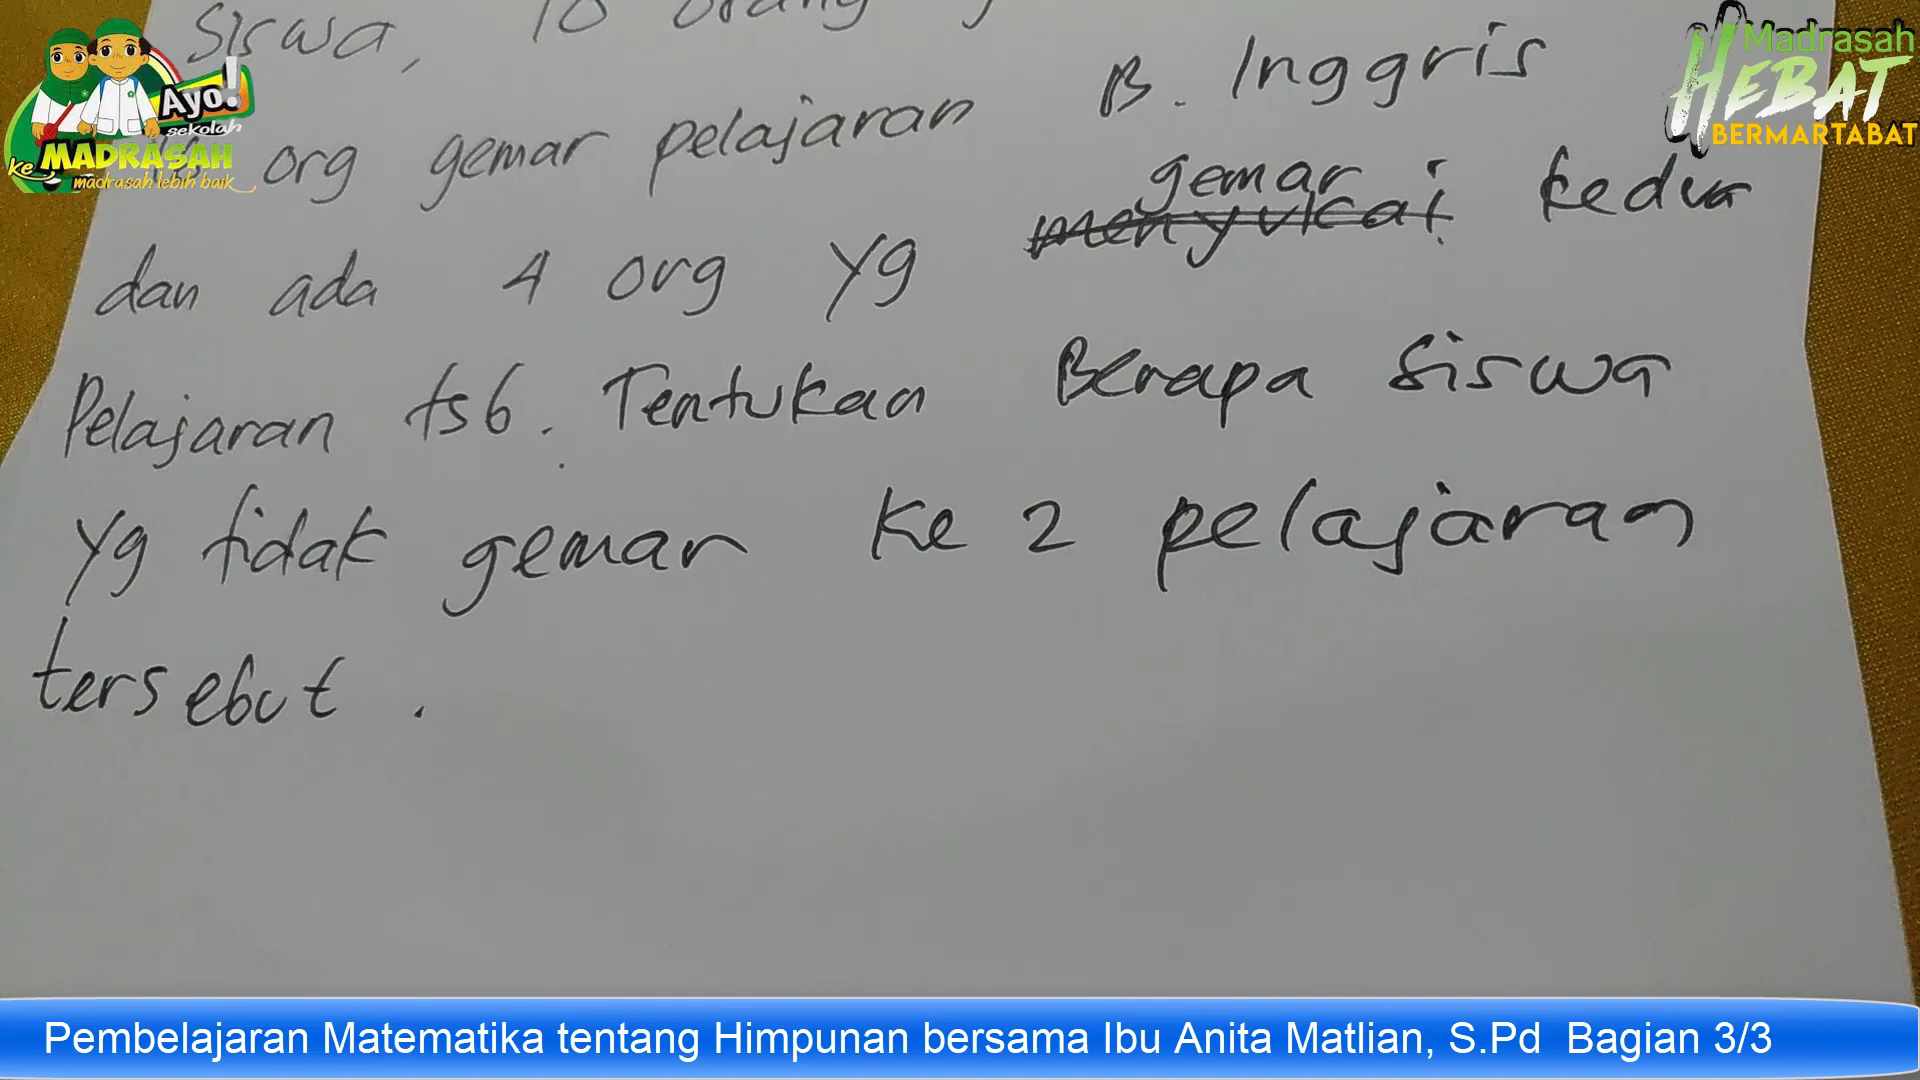 Siswa, 10 orang
org gemar pelajaran B. Inggris
dan ada 4 org yg gemar kedua
menyukai
Pelajaran tsb. Tentukan Berapa siswa
yg tidak gemar ke 2 pelajaran
tersebut.
Ayo!
sekolah
ke MADRASAH
madrasah lebih baik
Madrasah
HEBAT
BERMARTABAT
Pembelajaran Matematika tentang Himpunan bersama Ibu Anita Matlian, S.Pd Bagian 3/3